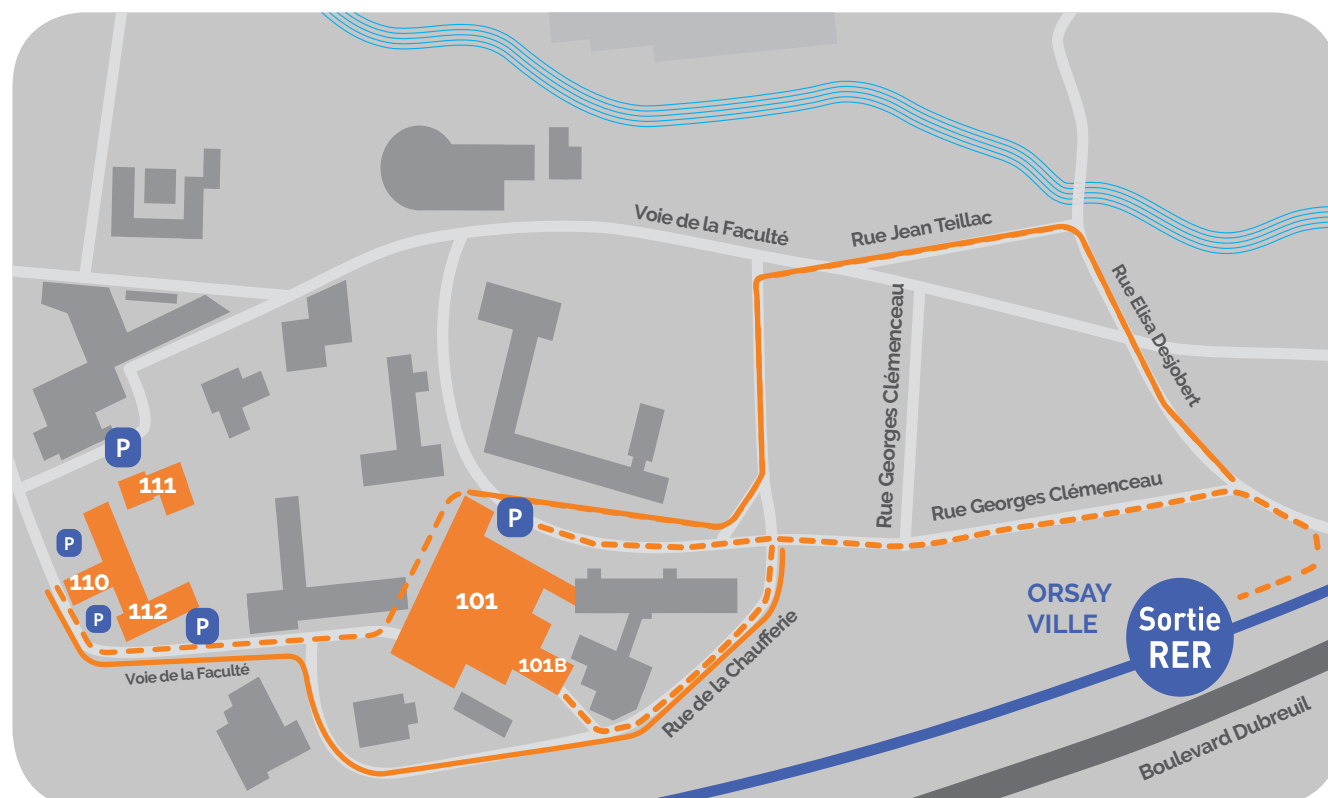 Voie de la Faculté
Rue Jean Teillac
Rue Elisa Desjobert
Rue Georges Clémenceau
P
111
Rue Georges Clémenceau
P
P
110
101
ORSAY
VILLE
Sortie
RER
P
112
P
101B
Voie de la Faculté
Rue de la Chaufferie
Boulevard Dubreuil